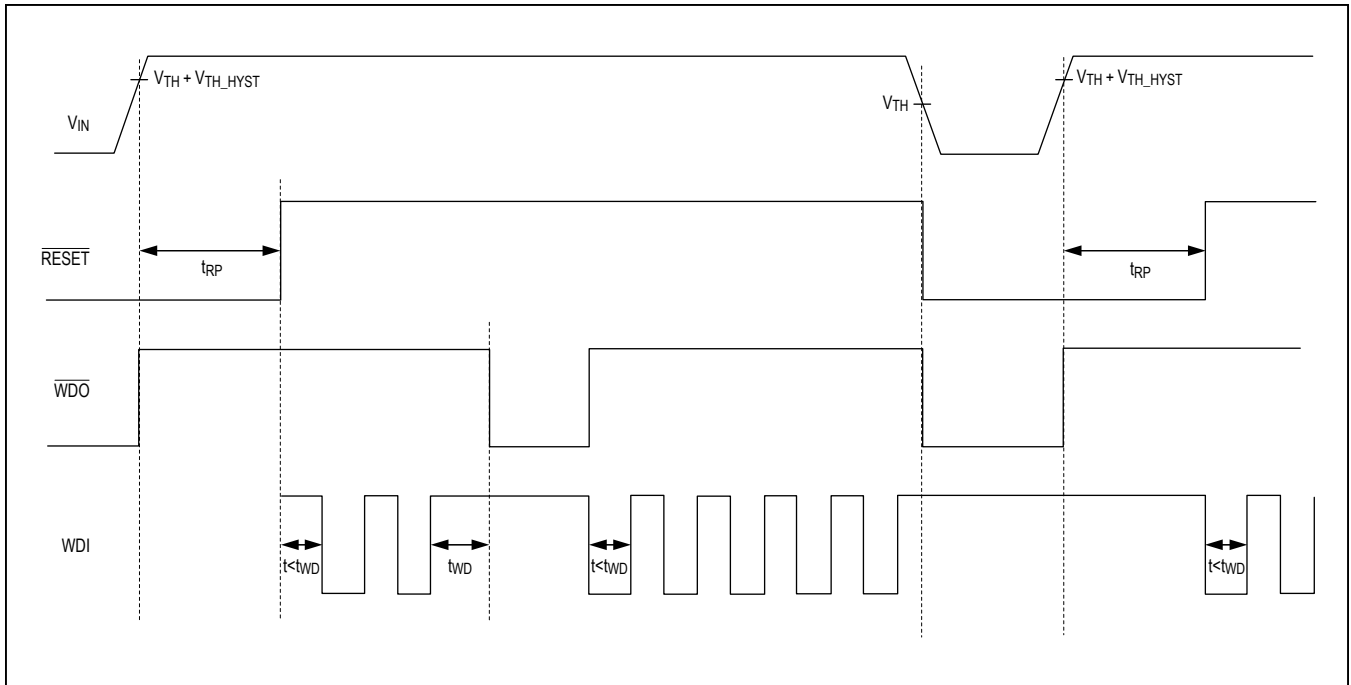 VTH + VTH_HYST
VTH + VTH_HYST
VTH
VIN
RESET
tRP
tRP
WDO
WDI
t<tWD
tWD
t<tWD
t<tWD